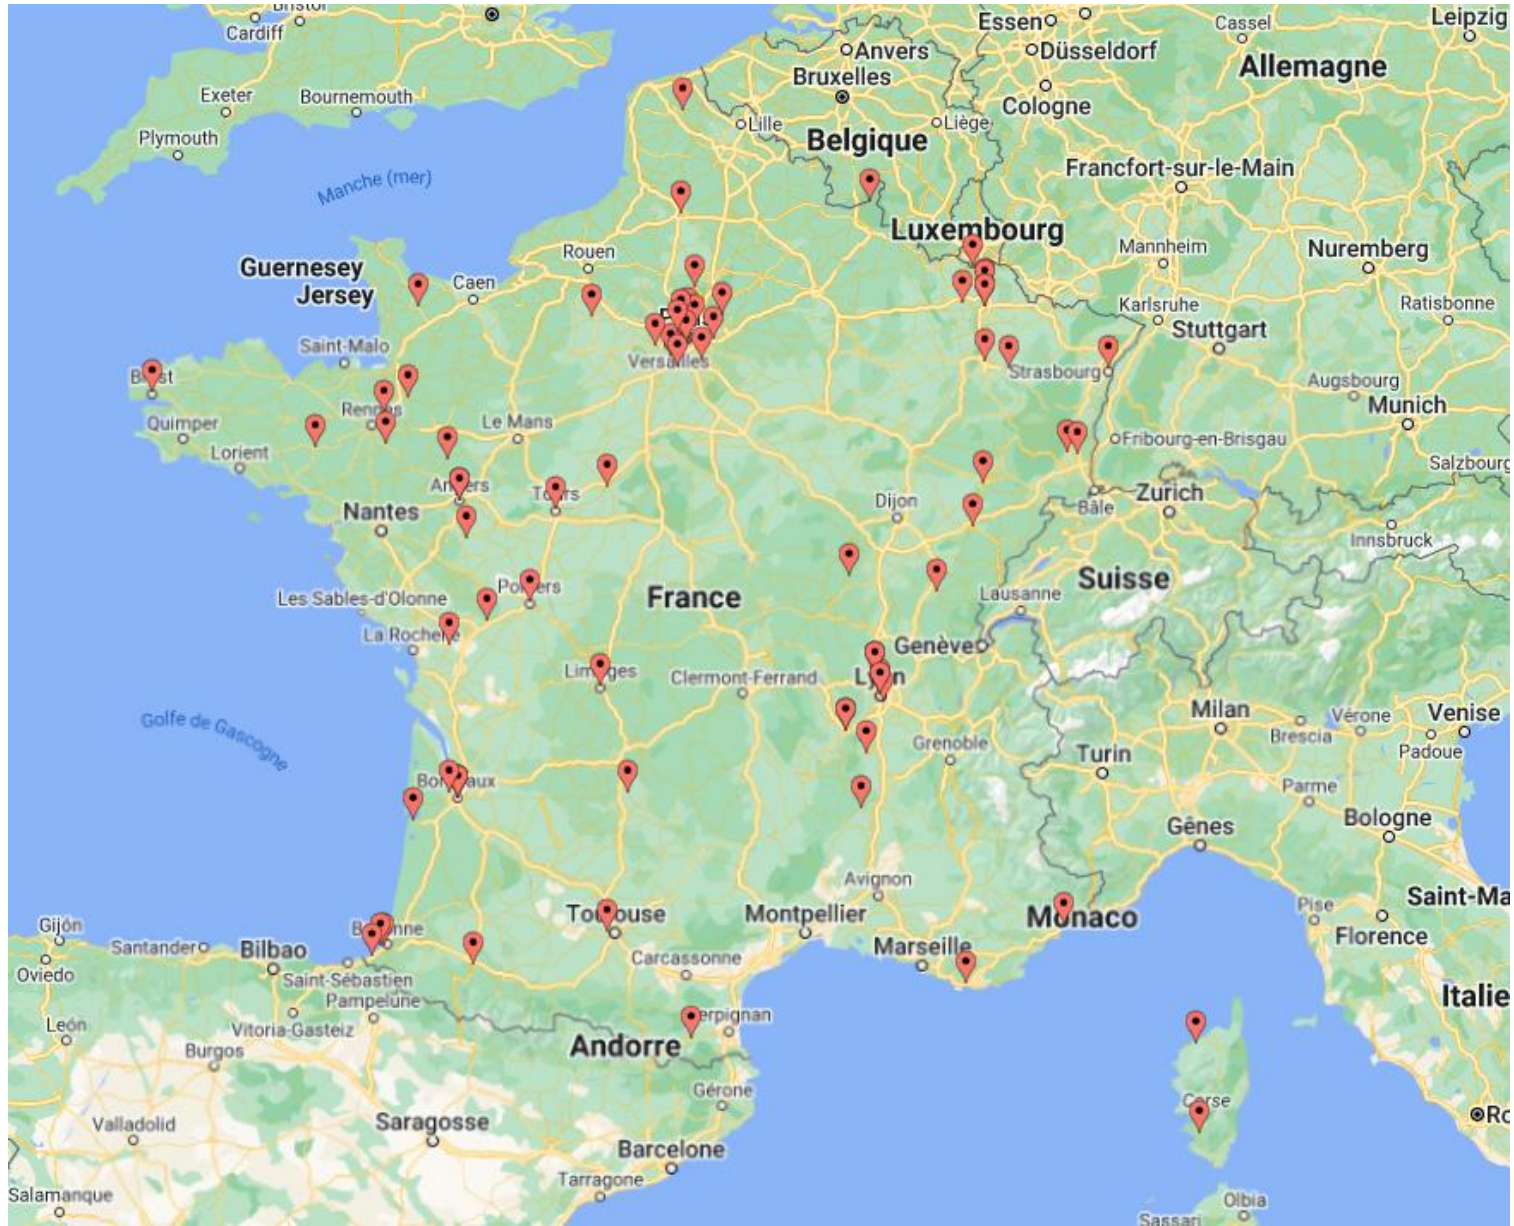 Bristol
Cardiff
Essen
Cassel
Leipzig
Anvers
Düsseldorf
Bruxelles
Allemagne
Exeter
Bournemouth
Cologne
Lille
Liège
Plymouth
Belgique
Manche (mer)
Francfort-sur-le-Main
Luxembourg
Rouen
Mannheim
Nuremberg
Guernesey
Jersey
Caen
Karlsruhe
Ratisbonne
Stuttgart
Saint-Malo
Versailles
Strasbourg
Augsbourg
Munich
Rennes
Quimper
Le Mans
Fribourg-en-Brisgau
Lorient
Salzbourg
Angers
Tours
Dijon
Zurich
Bâle
Nantes
Innsbruck
Poitiers
France
Suisse
Les Sables-d'Olonne
Lausanne
La Rochelle
Genève
Limoges
Clermont-Ferrand
Lyon
Golfe de Gascogne
Milan
Vérone
Venise
Brescia
Padoue
Grenoble
Turin
Bordeaux
Parme
Bologne
Gênes
Avignon
Saint-Ma
Gijón
Toulouse
Montpellier
Monaco
Pise
Bayonne
Santander
Bilbao
Marseille
Florence
Oviedo
Carcassonne
Saint-Sébastien
Pampelune
Italie
León
Vitoria-Gasteiz
Perpignan
Burgos
Andorre
Gérone
Corse
Valladolid
Saragosse
Ro
Barcelone
Tarragone
Salamanque
Olbia
Sassari